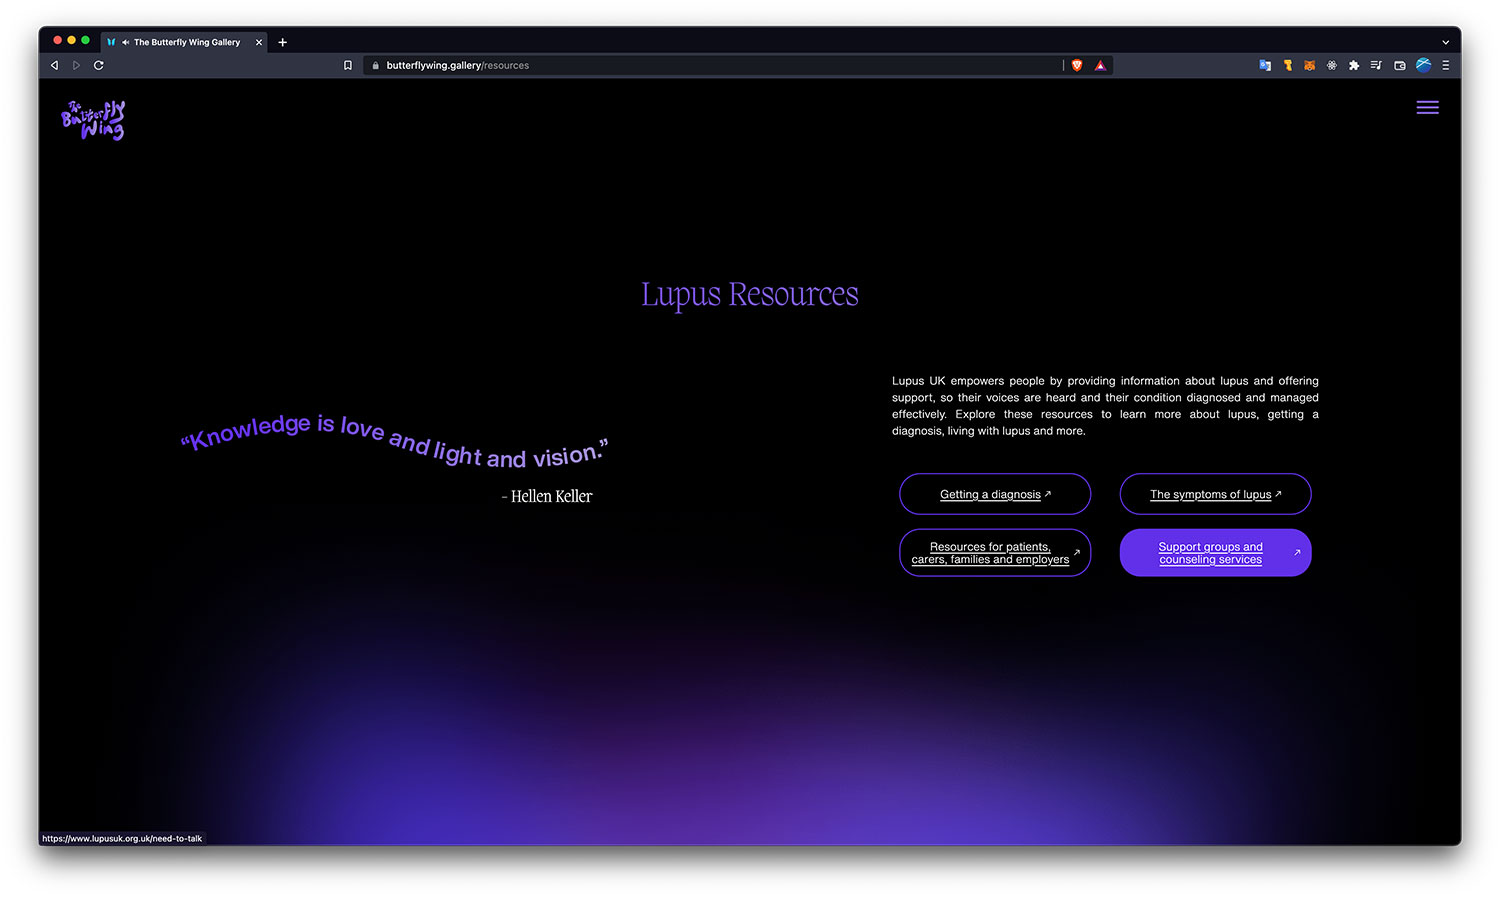 The Butterfly Wing Gallery
butterflywing.gallery/resources
The
Butterfly
Wing
Lupus Resources
“Knowledge is love and light and vision.”
- Hellen Keller
Lupus UK empowers people by providing information about lupus and offering
support, so their voices are heard and their condition diagnosed and managed
effectively. Explore these resources to learn more about lupus, getting a
diagnosis, living with lupus and more.
Getting a diagnosis ↗
The symptoms of lupus ↗
Resources for patients,
carers, families and employers ↗
Support groups and
counseling services ↗
https://www.lupusuk.org.uk/need-to-talk